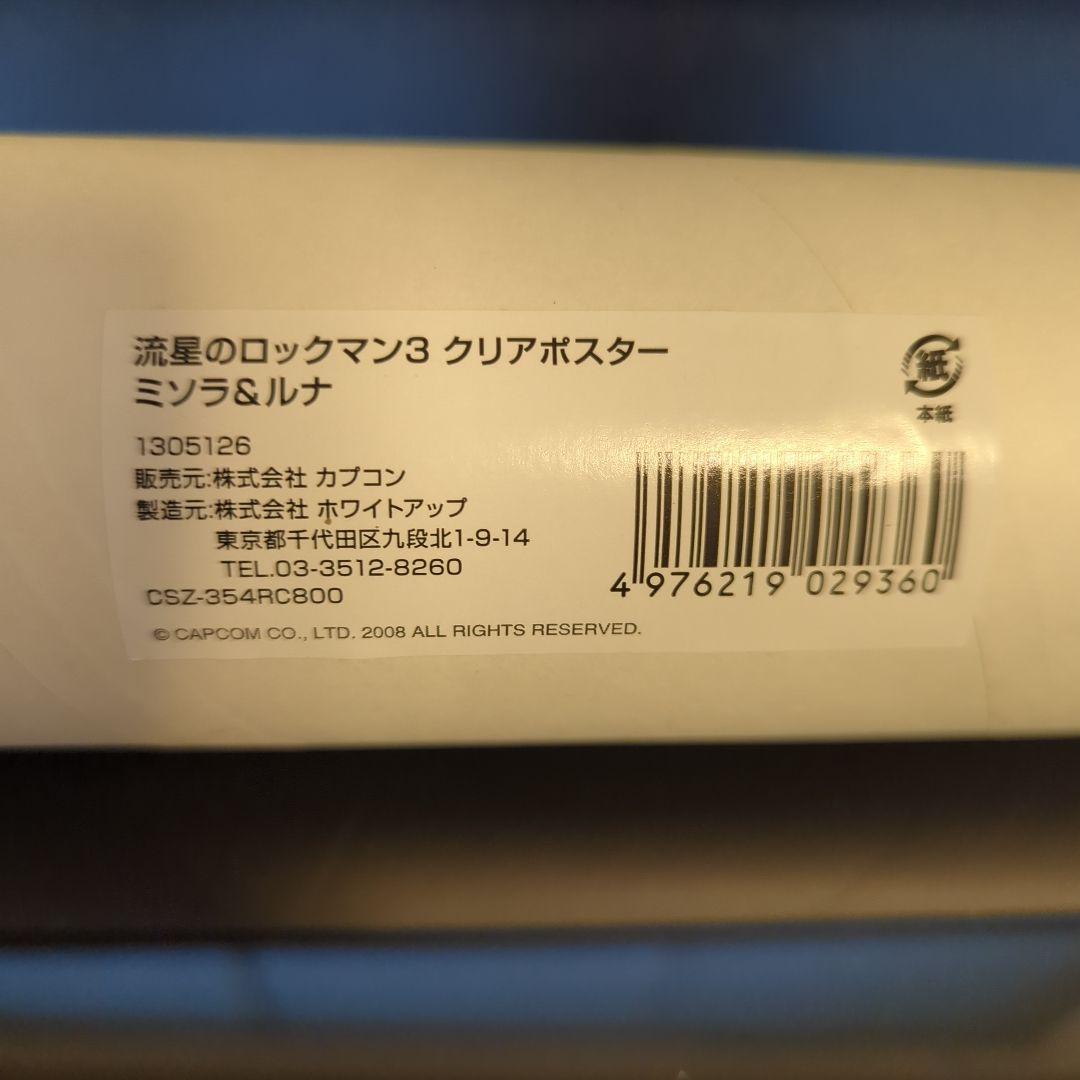 流星のロックマン3 クリアポスター
ミソラ&ルナ
1305126
販売元:株式会社 カプコン
製造元:株式会社 ホワイトアップ
東京都千代田区九段北1-9-14
TEL.03-3512-8260
CSZ-354RC800
© CAPCOM CO., LTD. 2008 ALL RIGHTS RESERVED.
紙
本紙
4 976219 029360